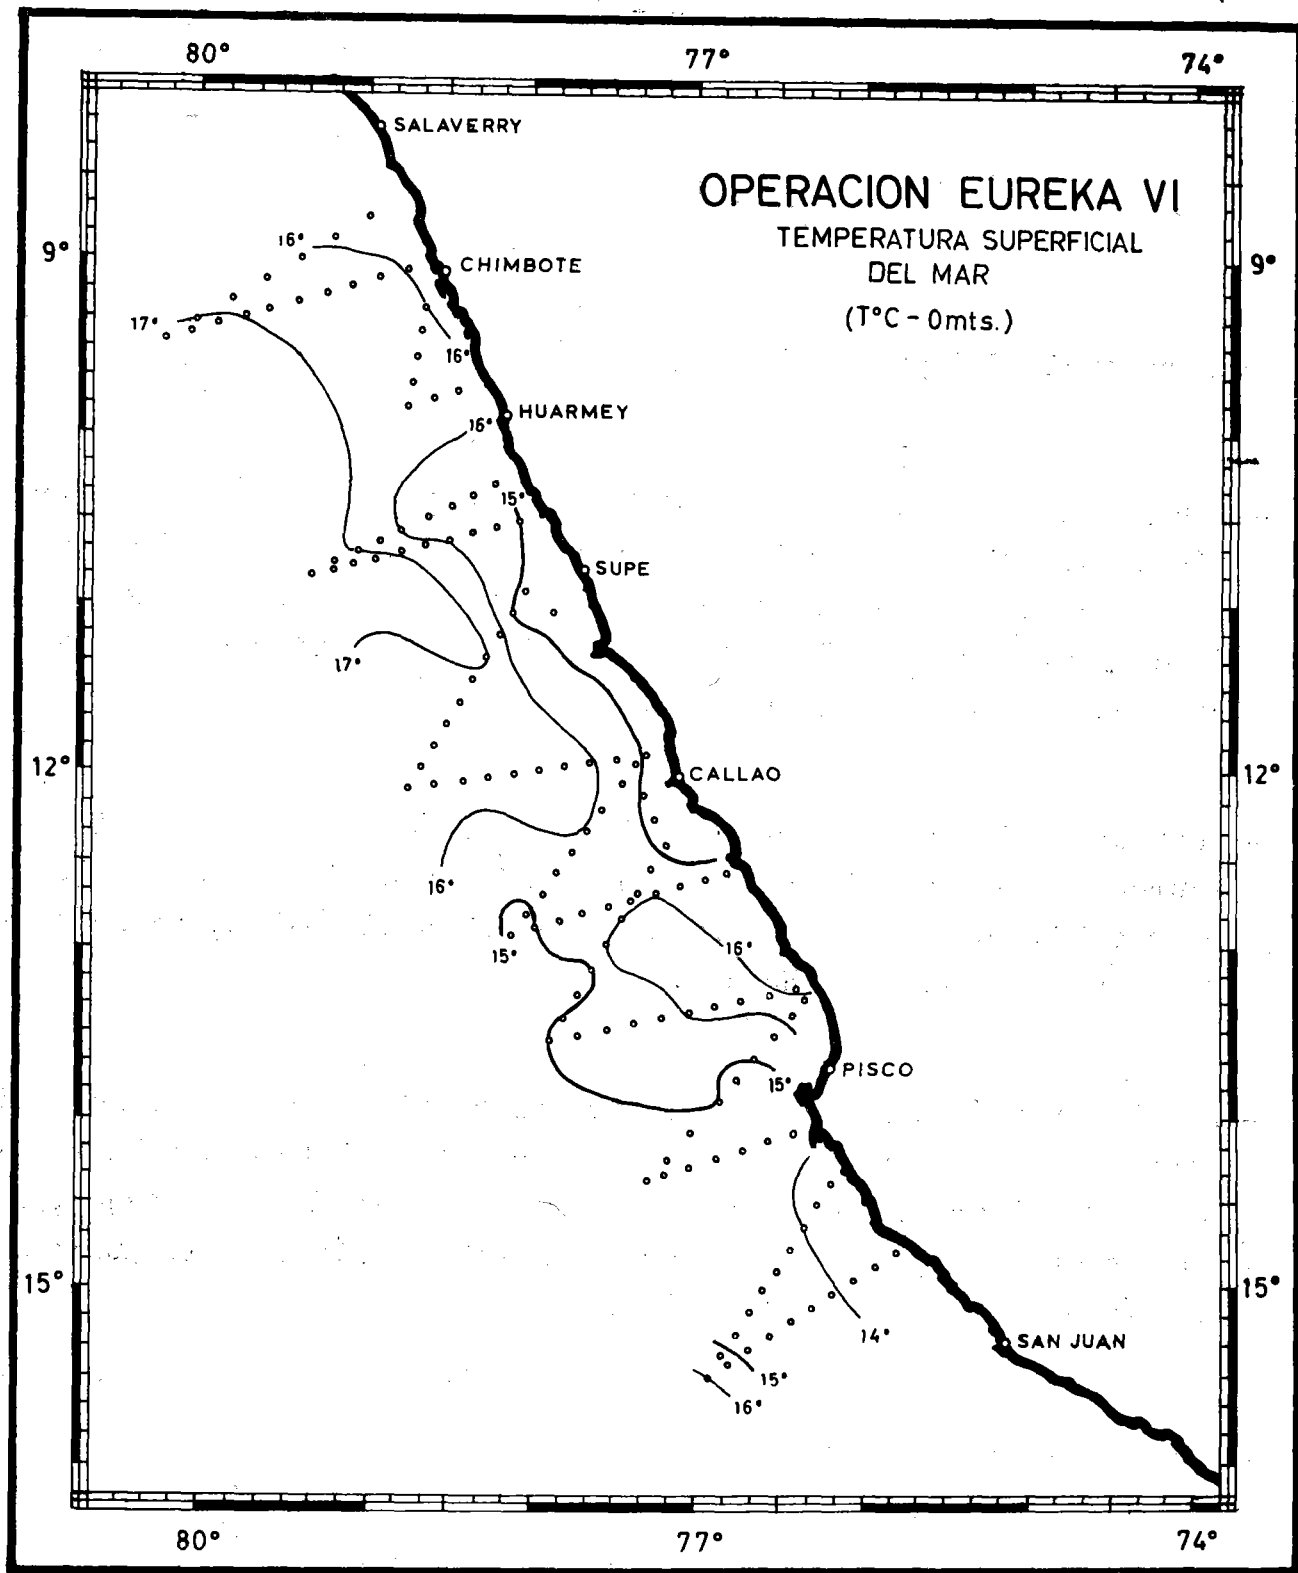 80° 77° 74°
SALAVERRY
OPERACION EUREKA VI
TEMPERATURA SUPERFICIAL
DEL MAR
(T°C - 0mts.)
16°
9° 9°
CHIMBOTE
17°
16°
HUARMEY
16°
15°
SUPE
17°
12° 12°
CALLAO
16°
16°
15°
PISCO
15°
15° 15°
14°
SAN JUAN
15°
16°
80° 77° 74°